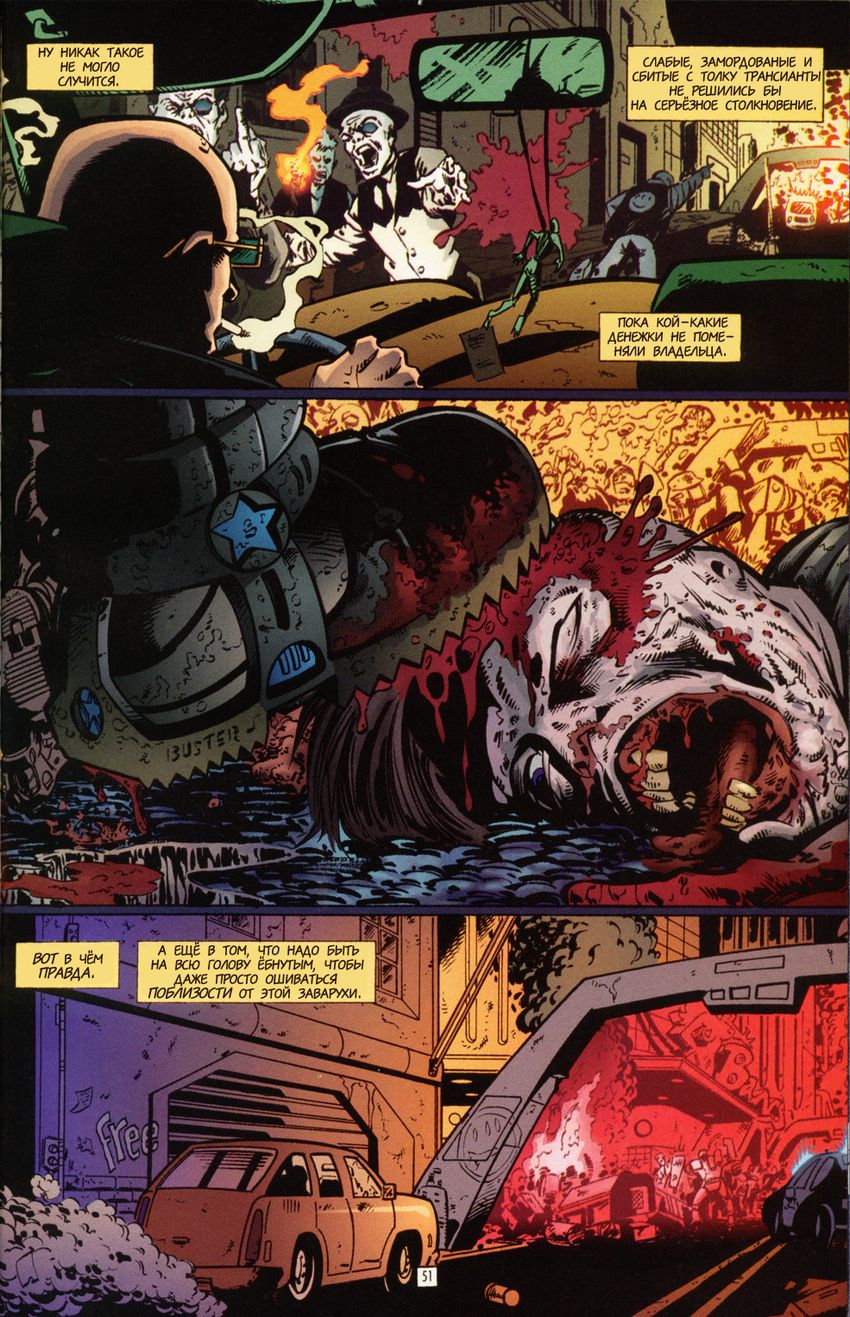 НУ НИКАК ТАКОЕ
НЕ МОГЛО
СЛУЧИТСЯ.
СЛАБЫЕ, ЗАМОРДОВАНЫЕ И
СБИТЫЕ С ТОЛКУ ТРАНСИАНТЫ
НЕ РЕШИЛИСЬ БЫ
НА СЕРЬЁЗНОЕ СТОЛКНОВЕНИЕ.
ПОКА КОЙ-КАКИЕ
ДЕНЕЖКИ НЕ ПОМЕ-
НЯЛИ ВЛАДЕЛЬЦА.
BUSTER
ВОТ В ЧЁМ
ПРАВДА.
А ЕЩЁ В ТОМ, ЧТО НАДО БЫТЬ
НА ВСЮ ГОЛОВУ ЁБНУТЫМ, ЧТОБЫ
ДАЖЕ ПРОСТО ОШИВАТЬСЯ
ПОБЛИЗОСТИ ОТ ЭТОЙ ЗАВАРУХИ.
Free
51